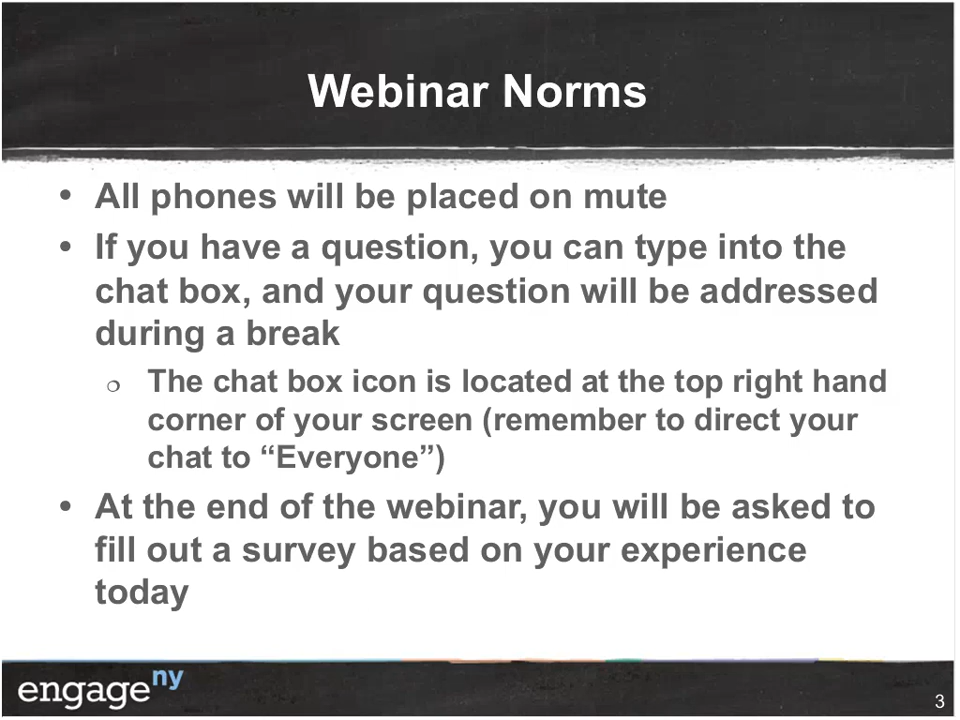 Webinar Norms
• All phones will be placed on mute
• If you have a question, you can type into the
chat box, and your question will be addressed
during a break
❍ The chat box icon is located at the top right hand
corner of your screen (remember to direct your
chat to “Everyone”)
• At the end of the webinar, you will be asked to
fill out a survey based on your experience
today
engageny
3